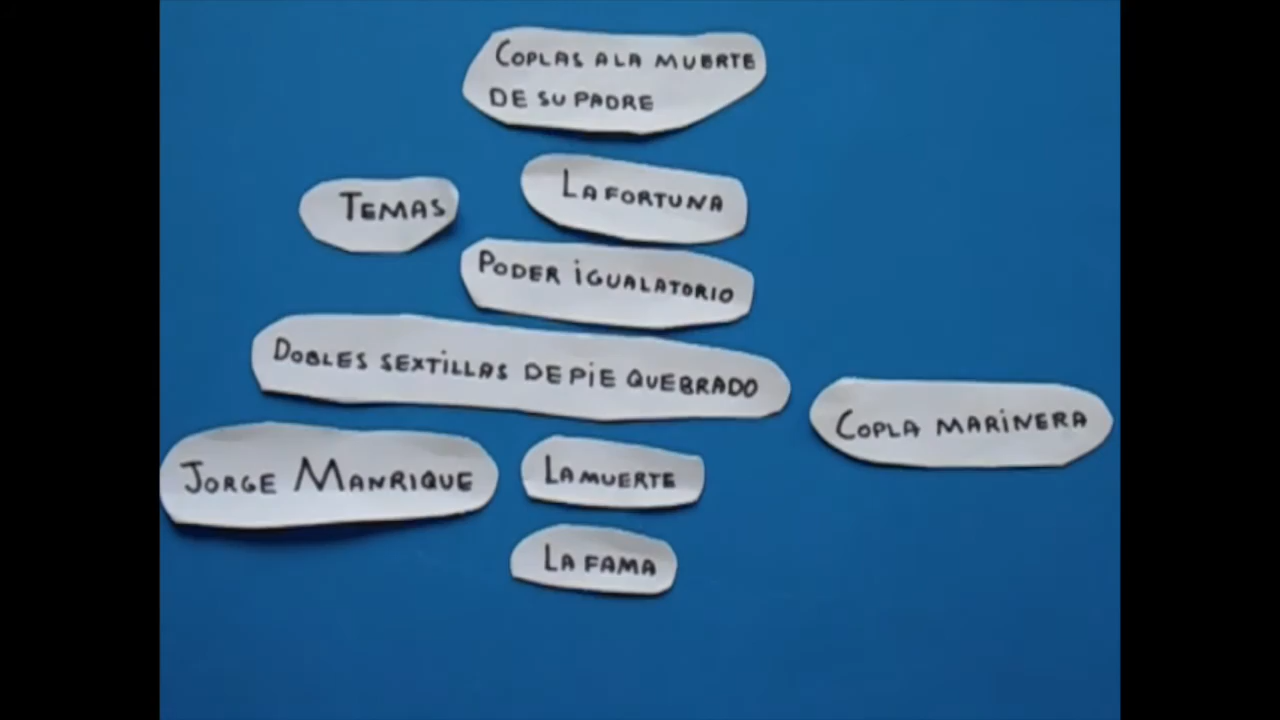 COPLAS A LA MUERTE
DE SU PADRE
TEMAS
LA FORTUNA
PODER IGUALATORIO
DOBLES SEXTILLAS DE PIE QUEBRADO
COPLA MARINERA
JORGE MANRIQUE
LA MUERTE
LA FAMA